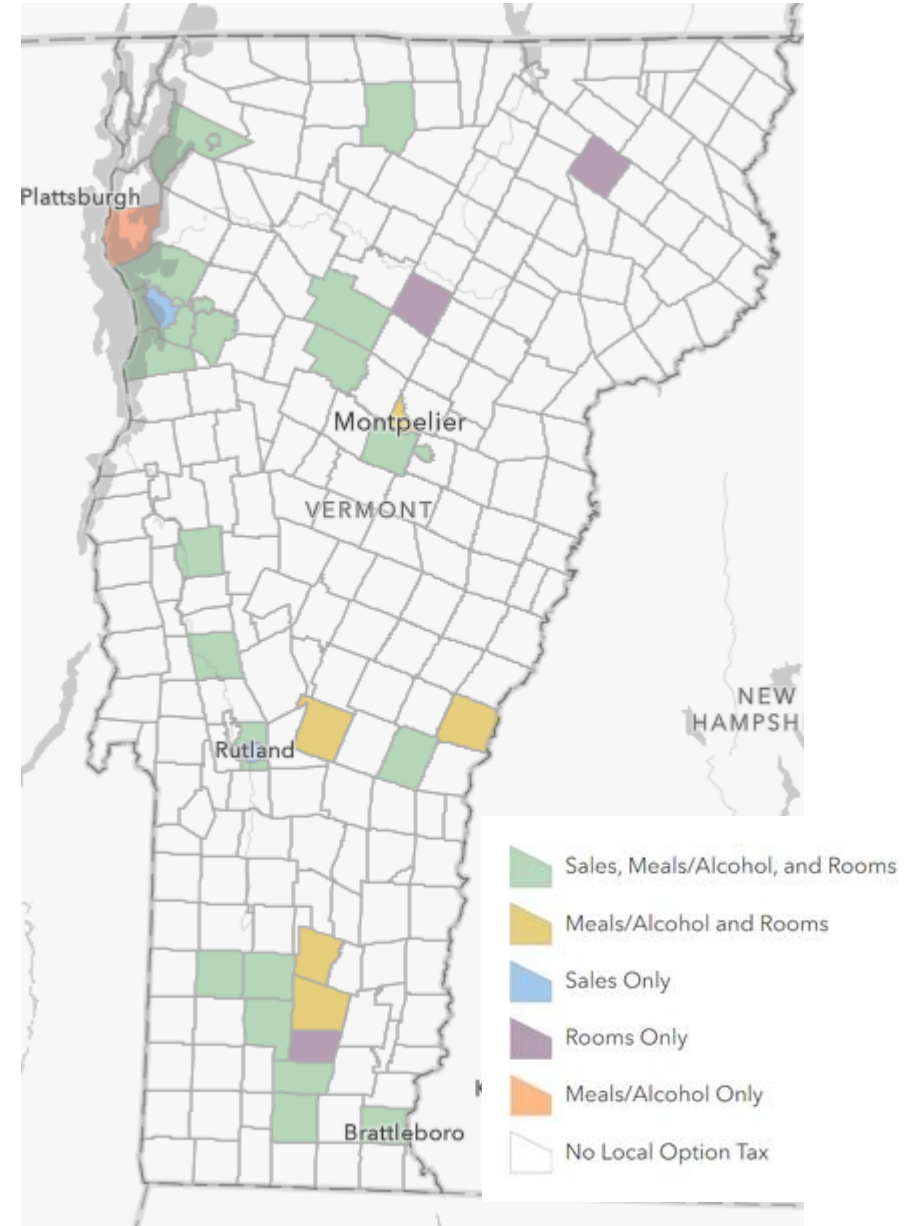 Plattsburgh
Montpelier
VERMONT
NEW
HAMPSHI
Rutland
Sales, Meals/Alcohol, and Rooms
Meals/Alcohol and Rooms
Sales Only
Rooms Only
Meals/Alcohol Only
No Local Option Tax
K
Brattleboro